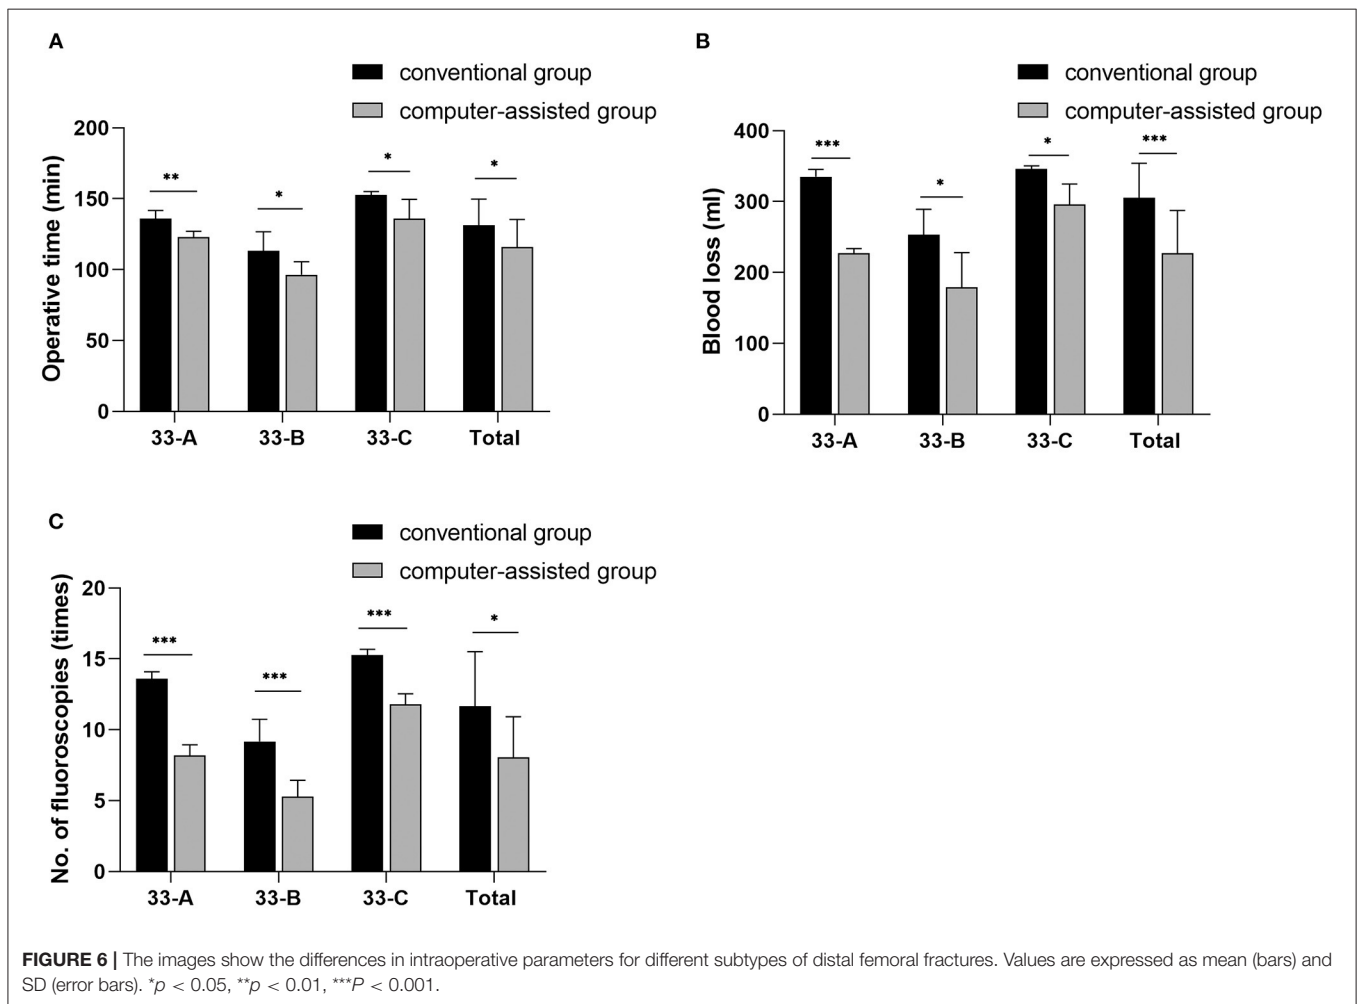 A
conventional group
computer-assisted group
Operative time (min)
200
150
100
50
0
**
*
*
*
33-A 33-B 33-C Total
B
conventional group
computer-assisted group
Blood loss (ml)
400
300
200
100
0
***
*
*
***
33-A 33-B 33-C Total
C
conventional group
computer-assisted group
No. of fluoroscopies (times)
20
15
10
5
0
***
***
***
*
33-A 33-B 33-C Total
FIGURE 6 | The images show the differences in intraoperative parameters for different subtypes of distal femoral fractures. Values are expressed as mean (bars) and
SD (error bars). *p < 0.05, **p < 0.01, ***P < 0.001.